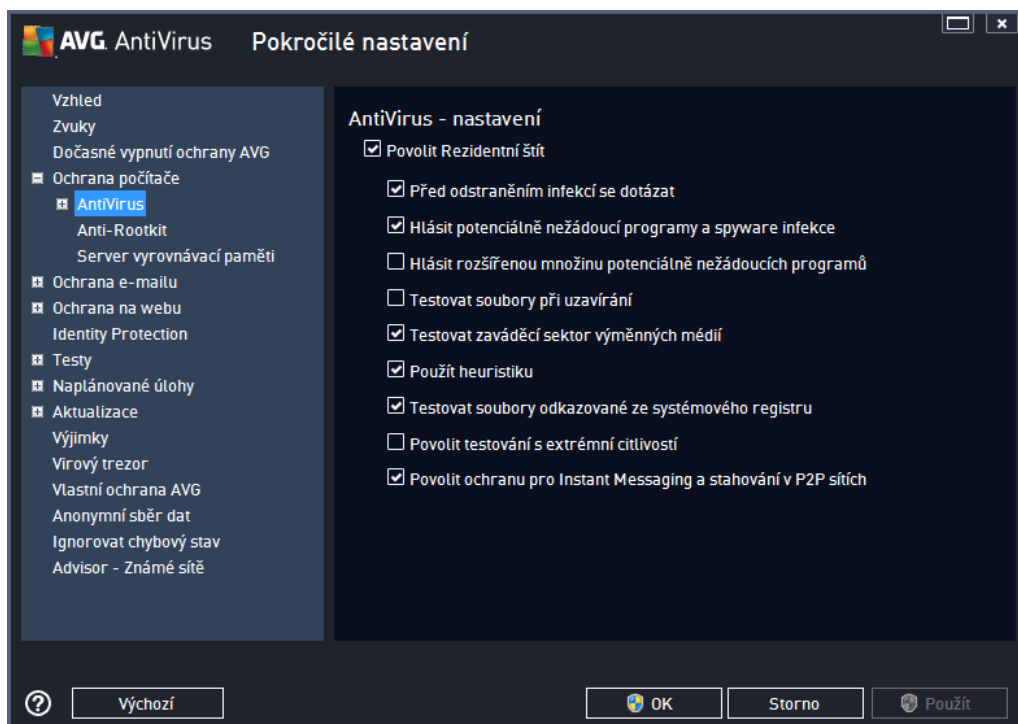 AVG AntiVirus Pokročilé nastavení
Vzhled
Zvuky
Dočasné vypnutí ochrany AVG
Ochrana počítače
AntiVirus
Anti-Rootkit
Server vyrovnávací paměti
Ochrana e-mailu
Ochrana na webu
Identity Protection
Testy
Naplánované úlohy
Aktualizace
Výjimky
Virový trezor
Vlastní ochrana AVG
Anonymní sběr dat
Ignorovat chybový stav
Advisor - Známé sítě
AntiVirus - nastavení
Povolit Rezidentní štít
Před odstraněním infekcí se dotázat
Hlásit potenciálně nežádoucí programy a spyware infekce
Hlásit rozšířenou množinu potenciálně nežádoucích programů
Testovat soubory při uzavírání
Testovat zaváděcí sektor výměnných médií
Použít heuristiku
Testovat soubory odkazované ze systémového registru
Povolit testování s extrémní citlivostí
Povolit ochranu pro Instant Messaging a stahování v P2P sítích
Výchozí
OK
Storno
Použít